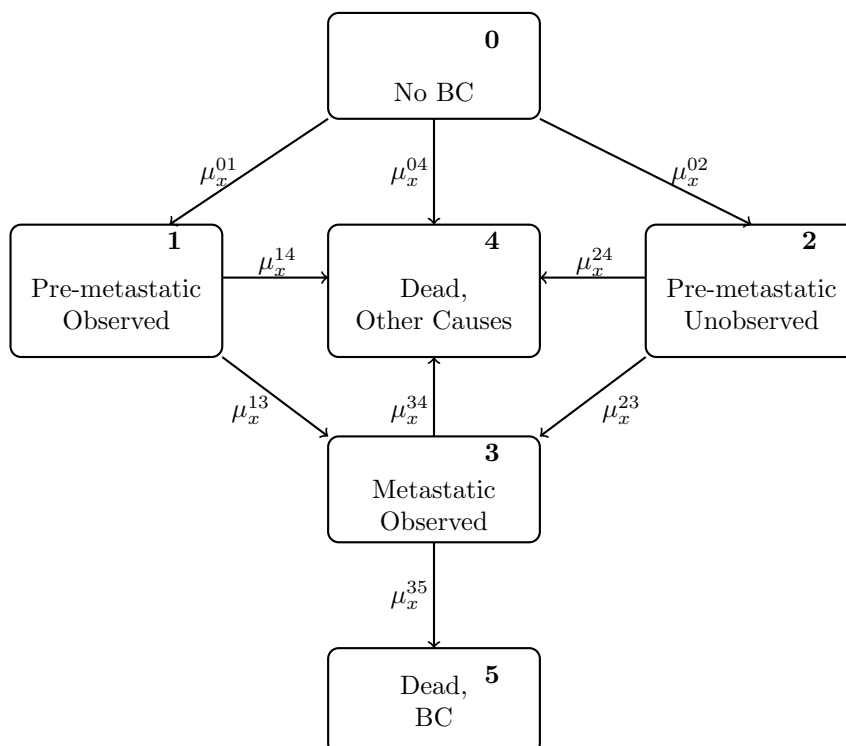 0
No BC
μ_x^{01}
μ_x^{04}
μ_x^{02}
1
Pre-metastatic
Observed
μ_x^{14}
4
Dead,
Other Causes
μ_x^{24}
2
Pre-metastatic
Unobserved
μ_x^{13}
μ_x^{34}
μ_x^{23}
3
Metastatic
Observed
μ_x^{35}
5
Dead,
BC